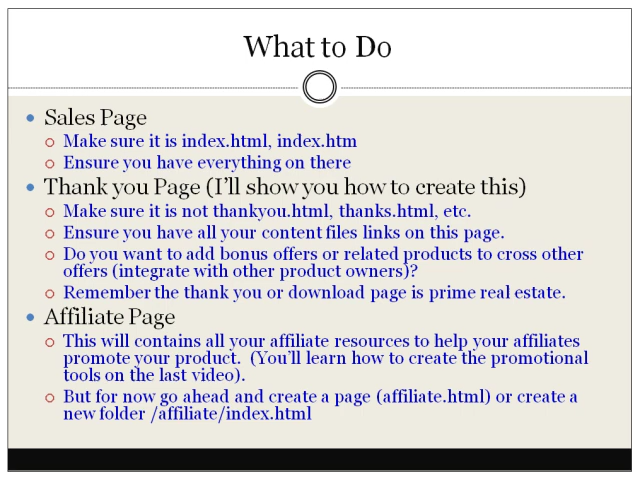 What to Do
Sales Page
Make sure it is index.html, index.htm
Ensure you have everything on there
Thank you Page (I'll show you how to create this)
Make sure it is not thankyou.html, thanks.html, etc.
Ensure you have all your content files links on this page.
Do you want to add bonus offers or related products to cross other
offers (integrate with other product owners)?
Remember the thank you or download page is prime real estate.
Affiliate Page
This will contains all your affiliate resources to help your affiliates
promote your product.  (You'll learn how to create the promotional
tools on the last video).
But for now go ahead and create a page (affiliate.html) or create a
new folder /affiliate/index.html